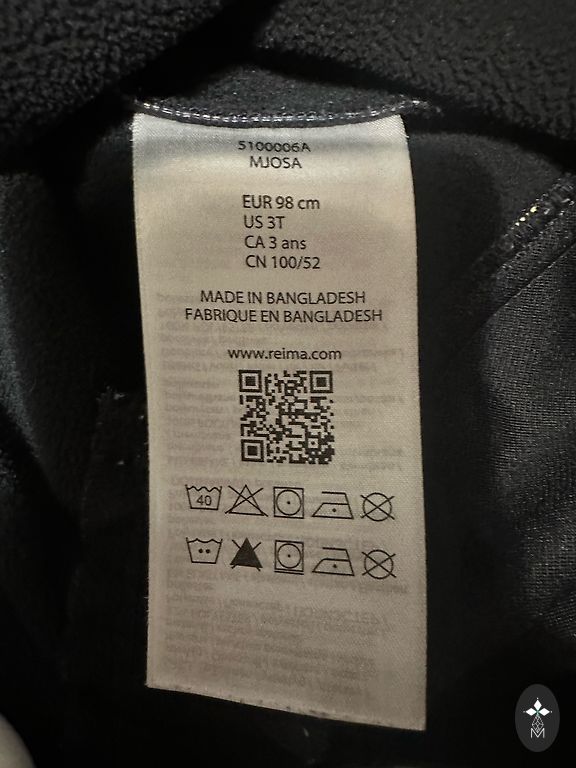 5100006A
MJOSA
EUR 98 cm
US 3T
CA 3 ans
CN 100/52
MADE IN BANGLADESH
FABRIQUE EN BANGLADESH
www.reima.com
40
M